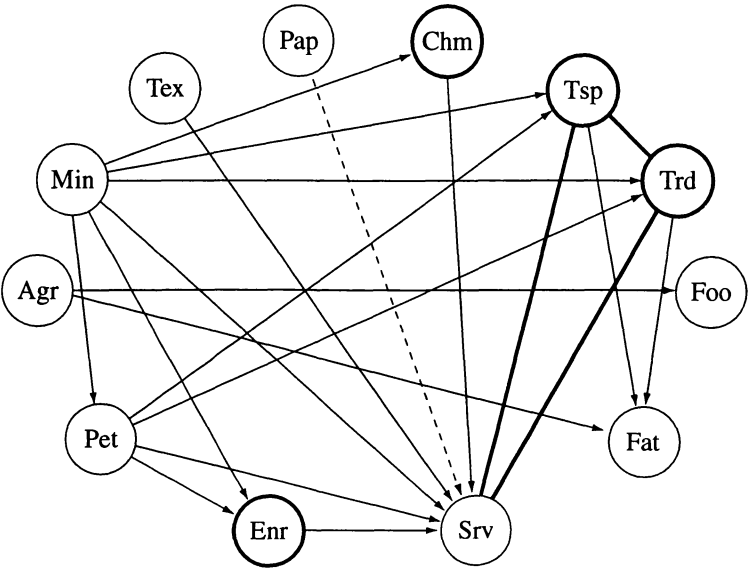 Pap
Chm
Tex
Tsp
Min
Trd
Agr
Foo
Pet
Fat
Enr
Srv